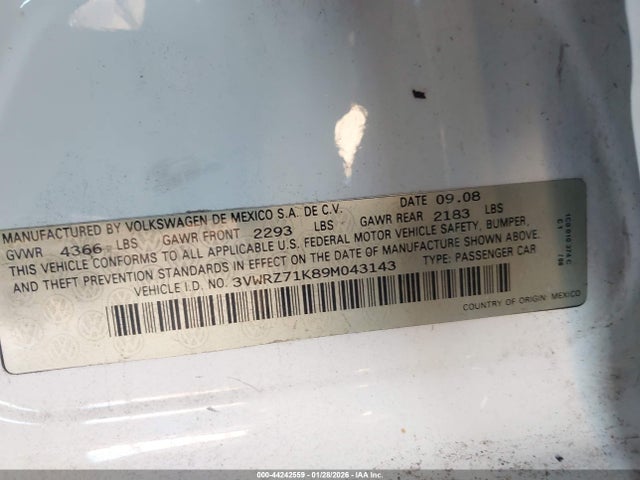 MANUFACTURED BY VOLKSWAGEN DE MEXICO S.A. DE C.V. DATE 09.08
GVWR 4366 LBS GAWR FRONT 2293 LBS GAWR REAR 2183 LBS
THIS VEHICLE CONFORMS TO ALL APPLICABLE U.S. FEDERAL MOTOR VEHICLE SAFETY, BUMPER,
AND THEFT PREVENTION STANDARDS IN EFFECT ON THE DATE OF MANUFACTURE SHOWN ABOVE.
VEHICLE I.D. NO. 3VWRZ71K89M043143 TYPE: PASSENGER CAR
COUNTRY OF ORIGIN: MEXICO
1C0 010 374 C
000-44242559 | 01/28/2026 - IAA Inc.